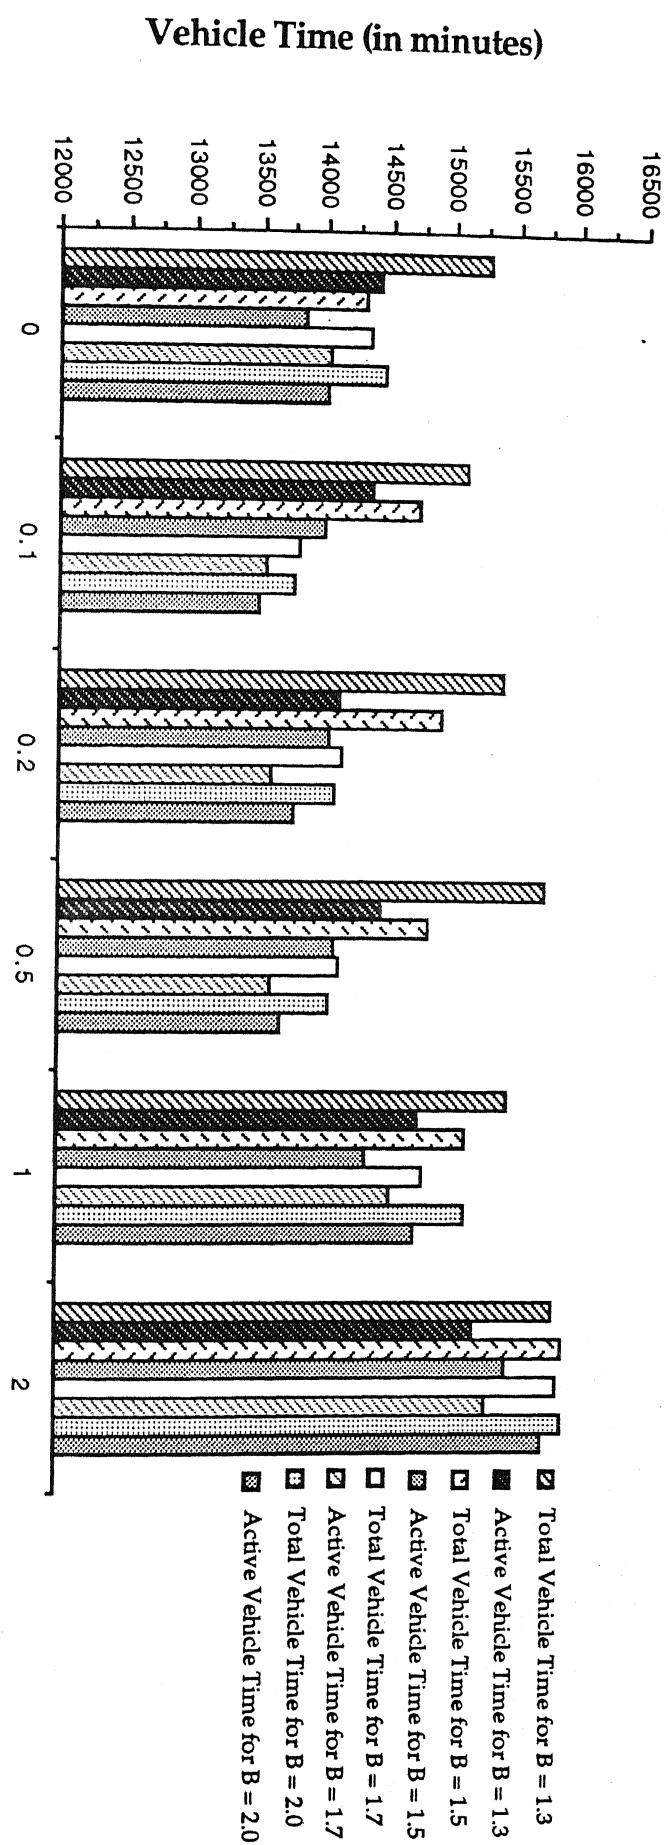 Vehicle Time (in minutes)
16500
16000
15500
15000
14500
14000
13500
13000
12500
12000
0
0.1
0.2
0.5
1
2
Total Vehicle Time for B = 1.3
Active Vehicle Time for B = 1.3
Total Vehicle Time for B = 1.5
Active Vehicle Time for B = 1.5
Total Vehicle Time for B = 1.7
Active Vehicle Time for B = 1.7
Total Vehicle Time for B = 2.0
Active Vehicle Time for B = 2.0